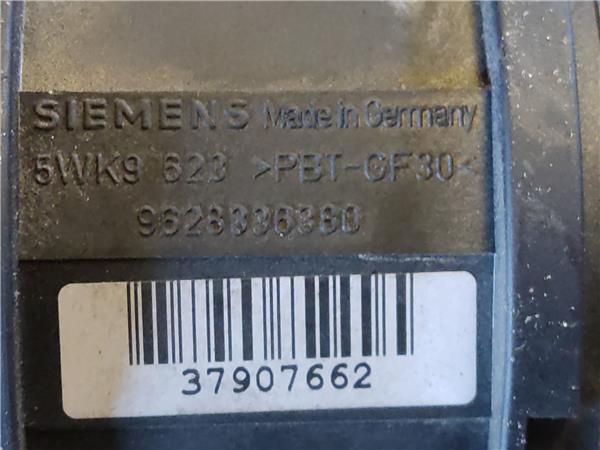 SIEMENS Made in Germany
5WK9 623 >PBT-GF30<
9628336380
37907662